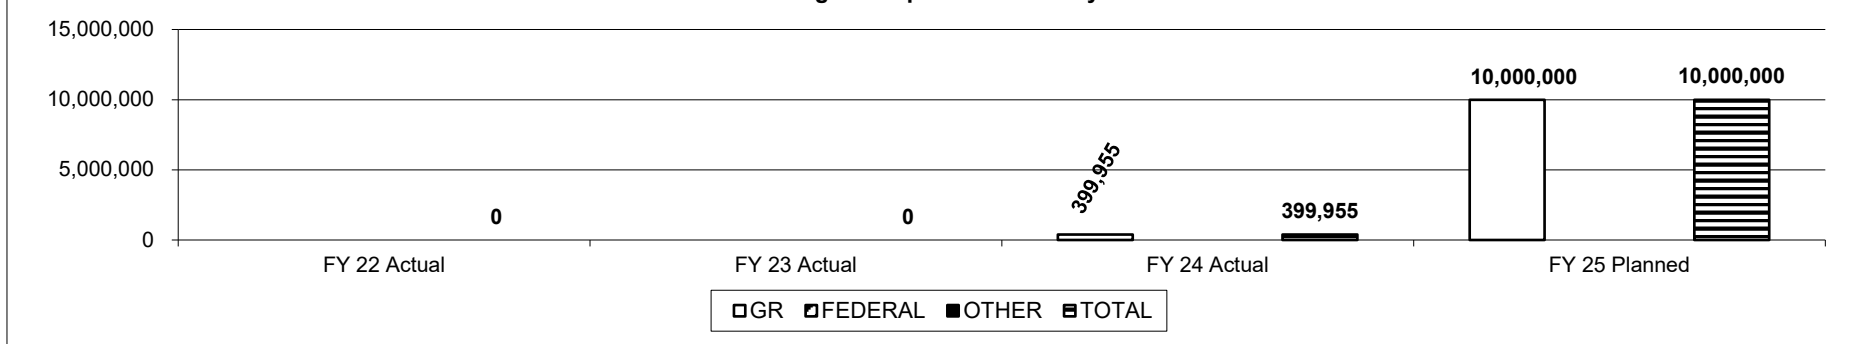 15,000,000
10,000,000
5,000,000
0
0
0
399,955
399,955
10,000,000
10,000,000
FY 22 Actual
FY 23 Actual
FY 24 Actual
FY 25 Planned
GR FEDERAL OTHER TOTAL